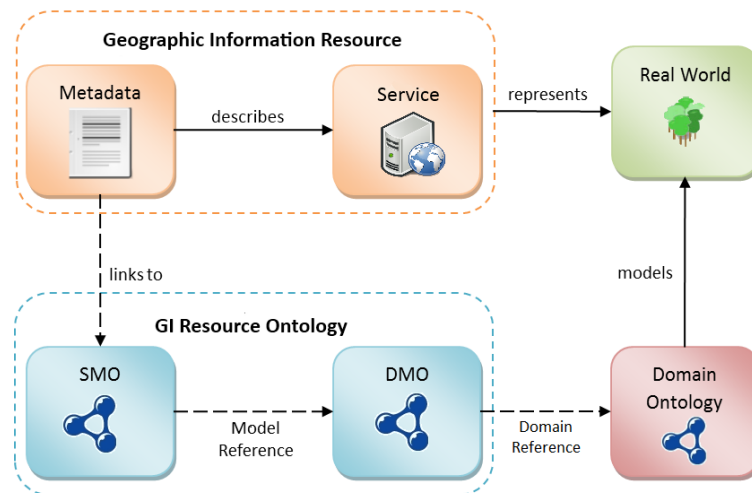 Geographic Information Resource
Metadata
describes
Service
represents
Real World
links to
models
GI Resource Ontology
SMO
Model
Reference
DMO
Domain
Reference
Domain
Ontology